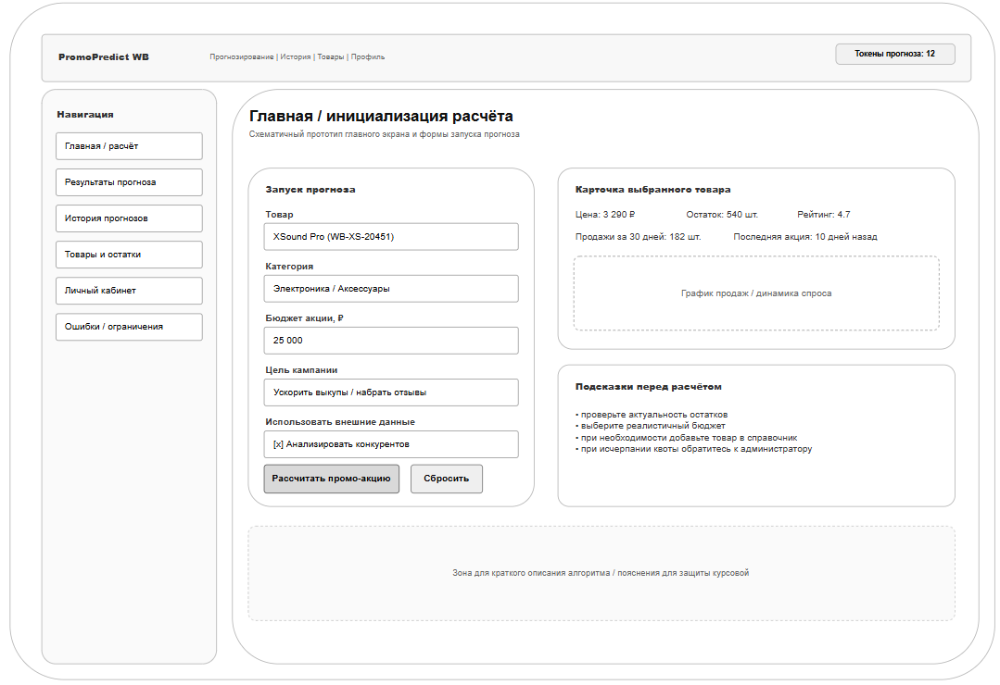 PromoPredict WB
Прогнозирование | История | Товары | Профиль
Токены прогноза: 12
Навигация
Главная / расчёт
Результаты прогноза
История прогнозов
Товары и остатки
Личный кабинет
Ошибки / ограничения
Главная / инициализация расчёта
Схематичный прототип главного экрана и формы запуска прогноза
Запуск прогноза
Товар
XSound Pro (WB-XS-20451)
Категория
Электроника / Аксессуары
Бюджет акции, ₽
25 000
Цель кампании
Ускорить выкупы / набрать отзывы
Использовать внешние данные
[x] Анализировать конкурентов
Рассчитать промо-акцию
Сбросить
Карточка выбранного товара
Цена: 3 290 ₽ Остаток: 540 шт. Рейтинг: 4.7
Продажи за 30 дней: 182 шт. Последняя акция: 10 дней назад
График продаж / динамика спроса
Подсказки перед расчётом
• проверьте актуальность остатков
• выберите реалистичный бюджет
• при необходимости добавьте товар в справочник
• при исчерпании квоты обратитесь к администратору
Зона для краткого описания алгоритма / пояснения для защиты курсовой